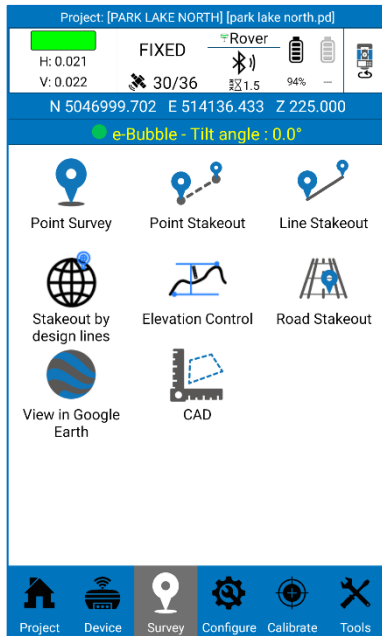 Project: [PARK LAKE NORTH] [park lake north.pd]
H: 0.021
V: 0.022
FIXED
30/36
Rover
1.5
94%
--
N 5046999.702 E 514136.433 Z 225.000
e-Bubble - Tilt angle : 0.0°
Point Survey
Point Stakeout
Line Stakeout
Stakeout by
design lines
Elevation Control
Road Stakeout
View in Google
Earth
CAD
Project
Device
Survey
Configure
Calibrate
Tools